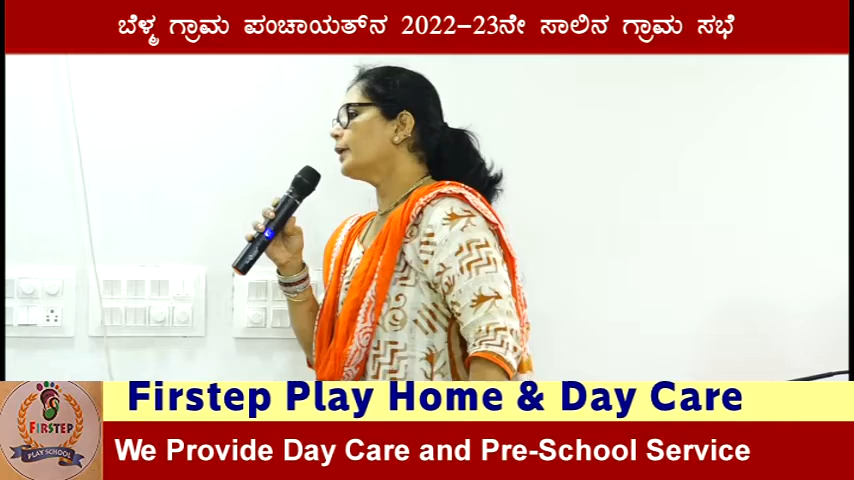 ಬೆಳ್ಮ ಗ್ರಾಮ ಪಂಚಾಯತ್‌ನ 2022-23ನೇ ಸಾಲಿನ ಗ್ರಾಮ ಸಭೆ
Firstep Play Home & Day Care
FIRSTEP
PLAY SCHOOL
We Provide Day Care and Pre-School Service